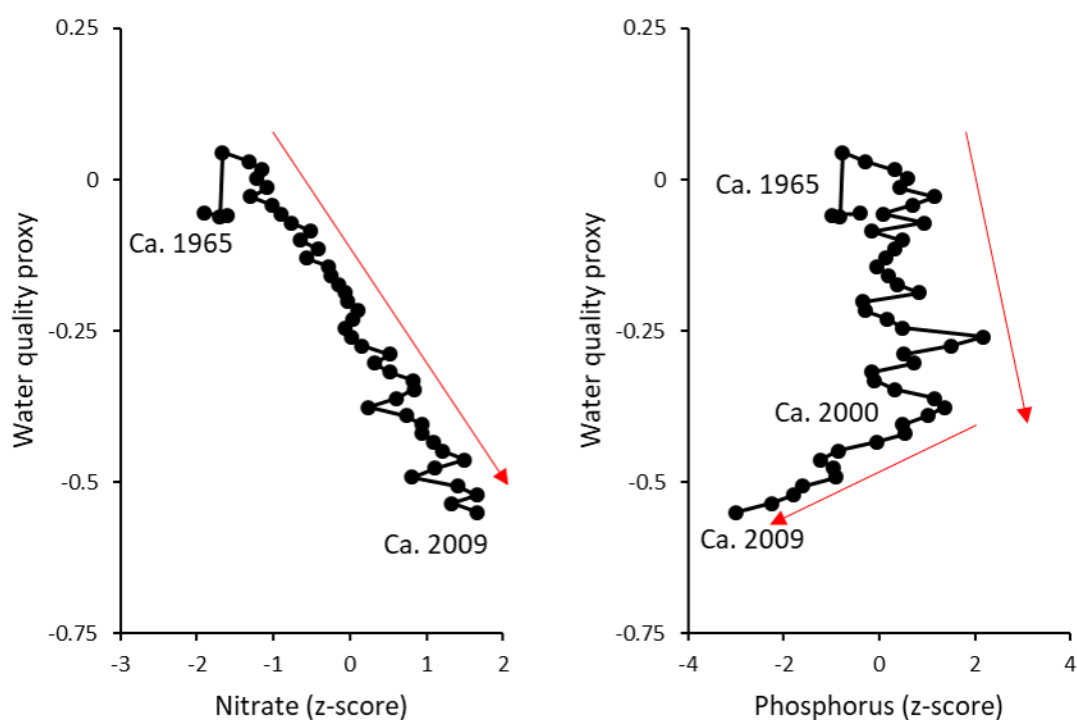 0.25
0
-0.25
-0.5
-0.75
Water quality proxy
Ca. 1965
Ca. 2009
-3 -2 -1 0 1 2
Nitrate (z-score)
0.25
0
-0.25
-0.5
-0.75
Water quality proxy
Ca. 1965
Ca. 2000
Ca. 2009
-4 -2 0 2 4
Phosphorus (z-score)